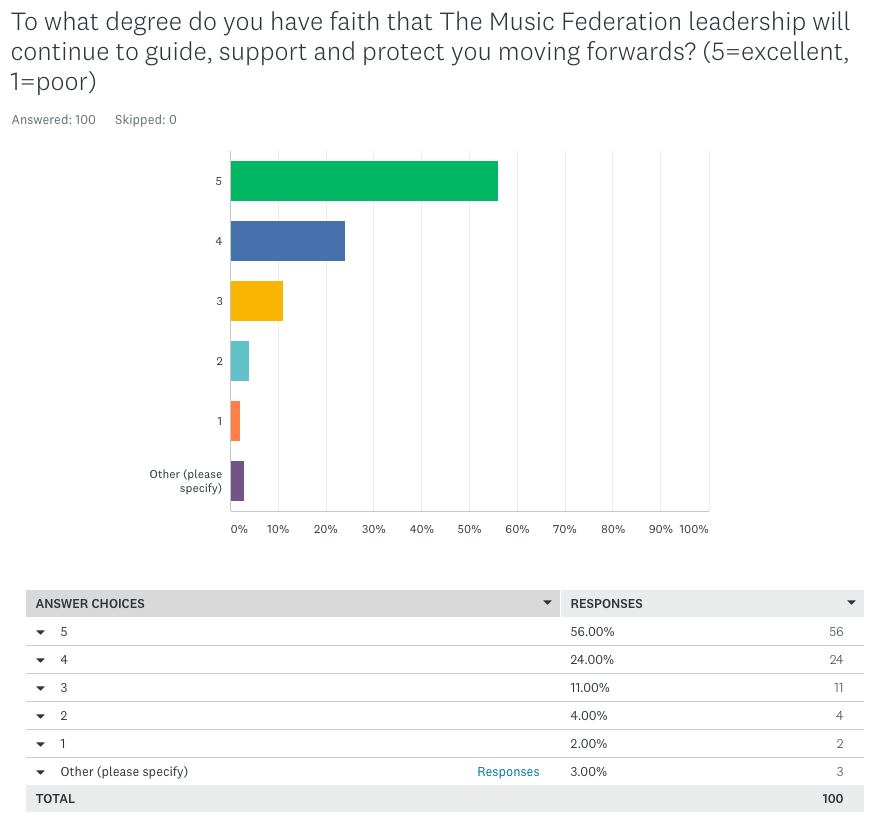 To what degree do you have faith that The Music Federation leadership will
continue to guide, support and protect you moving forwards? (5=excellent,
1=poor)
Answered: 100 Skipped: 0
5
4
3
2
1
Other (please
specify)
0% 10% 20% 30% 40% 50% 60% 70% 80% 90% 100%
ANSWER CHOICES RESPONSES
5 56.00% 56
4 24.00% 24
3 11.00% 11
2 4.00% 4
1 2.00% 2
Other (please specify) Responses 3.00% 3
TOTAL 100